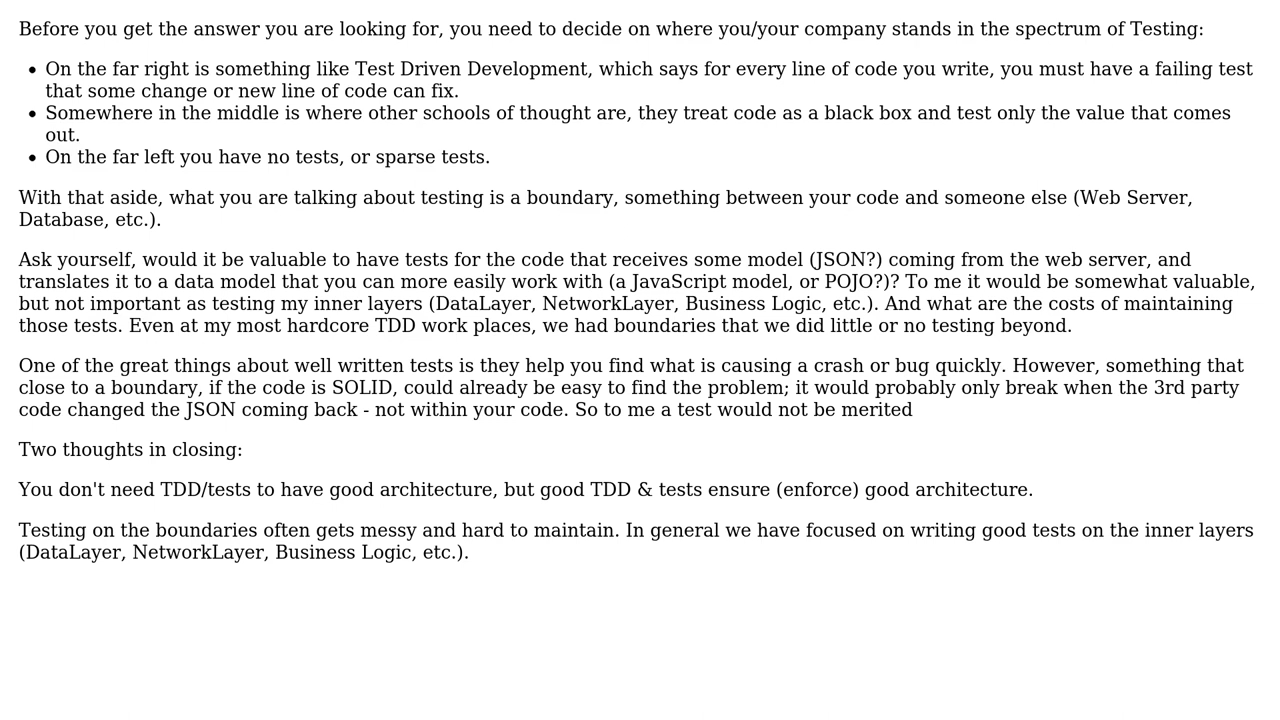 Before you get the answer you are looking for, you need to decide on where you/your company stands in the spectrum of Testing:
• On the far right is something like Test Driven Development, which says for every line of code you write, you must have a failing test
that some change or new line of code can fix.
• Somewhere in the middle is where other schools of thought are, they treat code as a black box and test only the value that comes
out.
• On the far left you have no tests, or sparse tests.
With that aside, what you are talking about testing is a boundary, something between your code and someone else (Web Server,
Database, etc.).
Ask yourself, would it be valuable to have tests for the code that receives some model (JSON?) coming from the web server, and
translates it to a data model that you can more easily work with (a JavaScript model, or POJO?)? To me it would be somewhat valuable,
but not important as testing my inner layers (DataLayer, NetworkLayer, Business Logic, etc.). And what are the costs of maintaining
those tests. Even at my most hardcore TDD work places, we had boundaries that we did little or no testing beyond.
One of the great things about well written tests is they help you find what is causing a crash or bug quickly. However, something that
close to a boundary, if the code is SOLID, could already be easy to find the problem; it would probably only break when the 3rd party
code changed the JSON coming back - not within your code. So to me a test would not be merited
Two thoughts in closing:
You don't need TDD/tests to have good architecture, but good TDD & tests ensure (enforce) good architecture.
Testing on the boundaries often gets messy and hard to maintain. In general we have focused on writing good tests on the inner layers
(DataLayer, NetworkLayer, Business Logic, etc.).